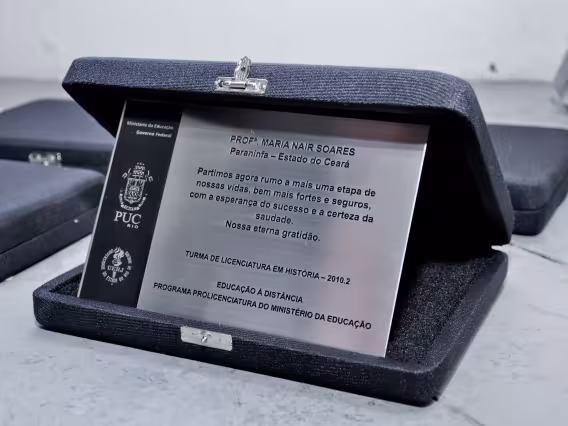 Ministério da Educação
Governo Federal
PUC
RIO
UERJ
PROFª. MARIA NAIR SOARES
Paraninfa – Estado do Ceará
Partimos agora rumo a mais uma etapa de
nossas vidas, bem mais fortes e seguros,
com a esperança do sucesso e a certeza da
saudade.
Nossa eterna gratidão.
TURMA DE LICENCIATURA EM HISTÓRIA – 2010.2
EDUCAÇÃO À DISTÂNCIA
PROGRAMA PROLICENCIATURA DO MINISTÉRIO DA EDUCAÇÃO